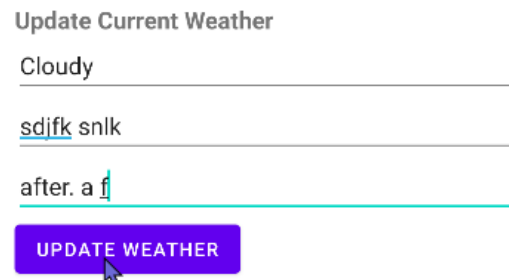 Update Current Weather
Cloudy
sdjfk snlk
after. a f
UPDATE WEATHER